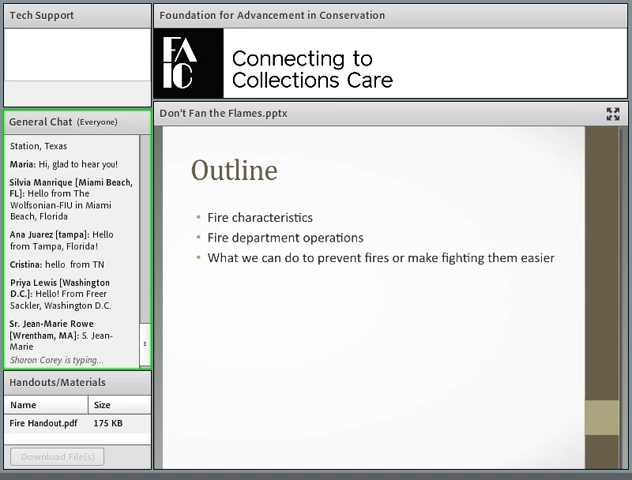 Tech Support
Foundation for Advancement in Conservation
FA
IC
Connecting to
Collections Care
General Chat (Everyone)
Station, Texas
Maria: Hi, glad to hear you!
Silvia Manrique [Miami Beach,
FL]: Hello from The
Wolfsonian-FIU in Miami
Beach, Florida
Ana Juarez [tampa]: Hello
from Tampa, Florida!
Cristina: hello from TN
Priya Lewis [Washington
D.C.]: Hello! From Freer
Sackler, Washington D.C.
Sr. Jean-Marie Rowe
[Wrentham, MA]: S. Jean-
Marie
Sharon Corey is typing...
Handouts/Materials
Name Size
Fire Handout.pdf 175 KB
Download File(s)
Don't Fan the Flames.pptx
Outline
• Fire characteristics
• Fire department operations
• What we can do to prevent fires or make fighting them easier